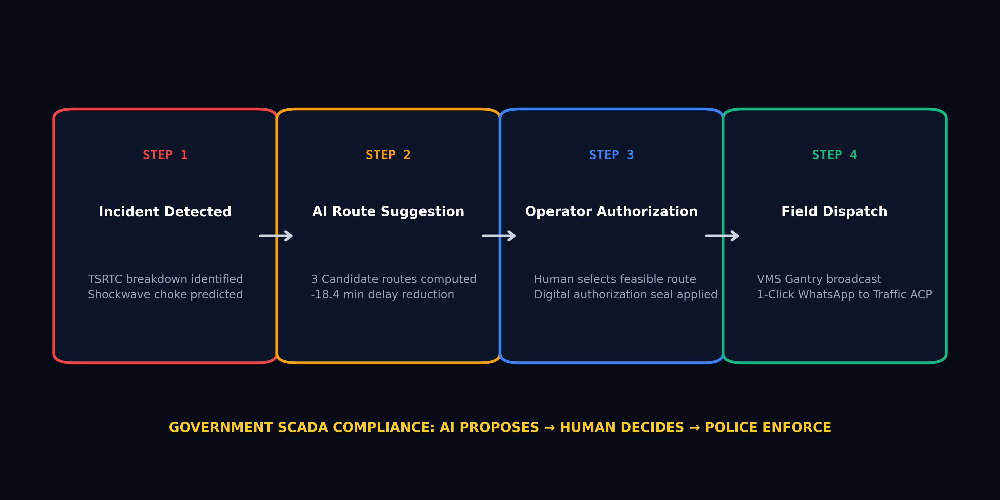 STEP 1
Incident Detected
TSRTC breakdown identified
Shockwave choke predicted
STEP 2
AI Route Suggestion
3 Candidate routes computed
-18.4 min delay reduction
STEP 3
Operator Authorization
Human selects feasible route
Digital authorization seal applied
STEP 4
Field Dispatch
VMS Gantry broadcast
1-Click WhatsApp to Traffic ACP
GOVERNMENT SCADA COMPLIANCE: AI PROPOSES → HUMAN DECIDES → POLICE ENFORCE